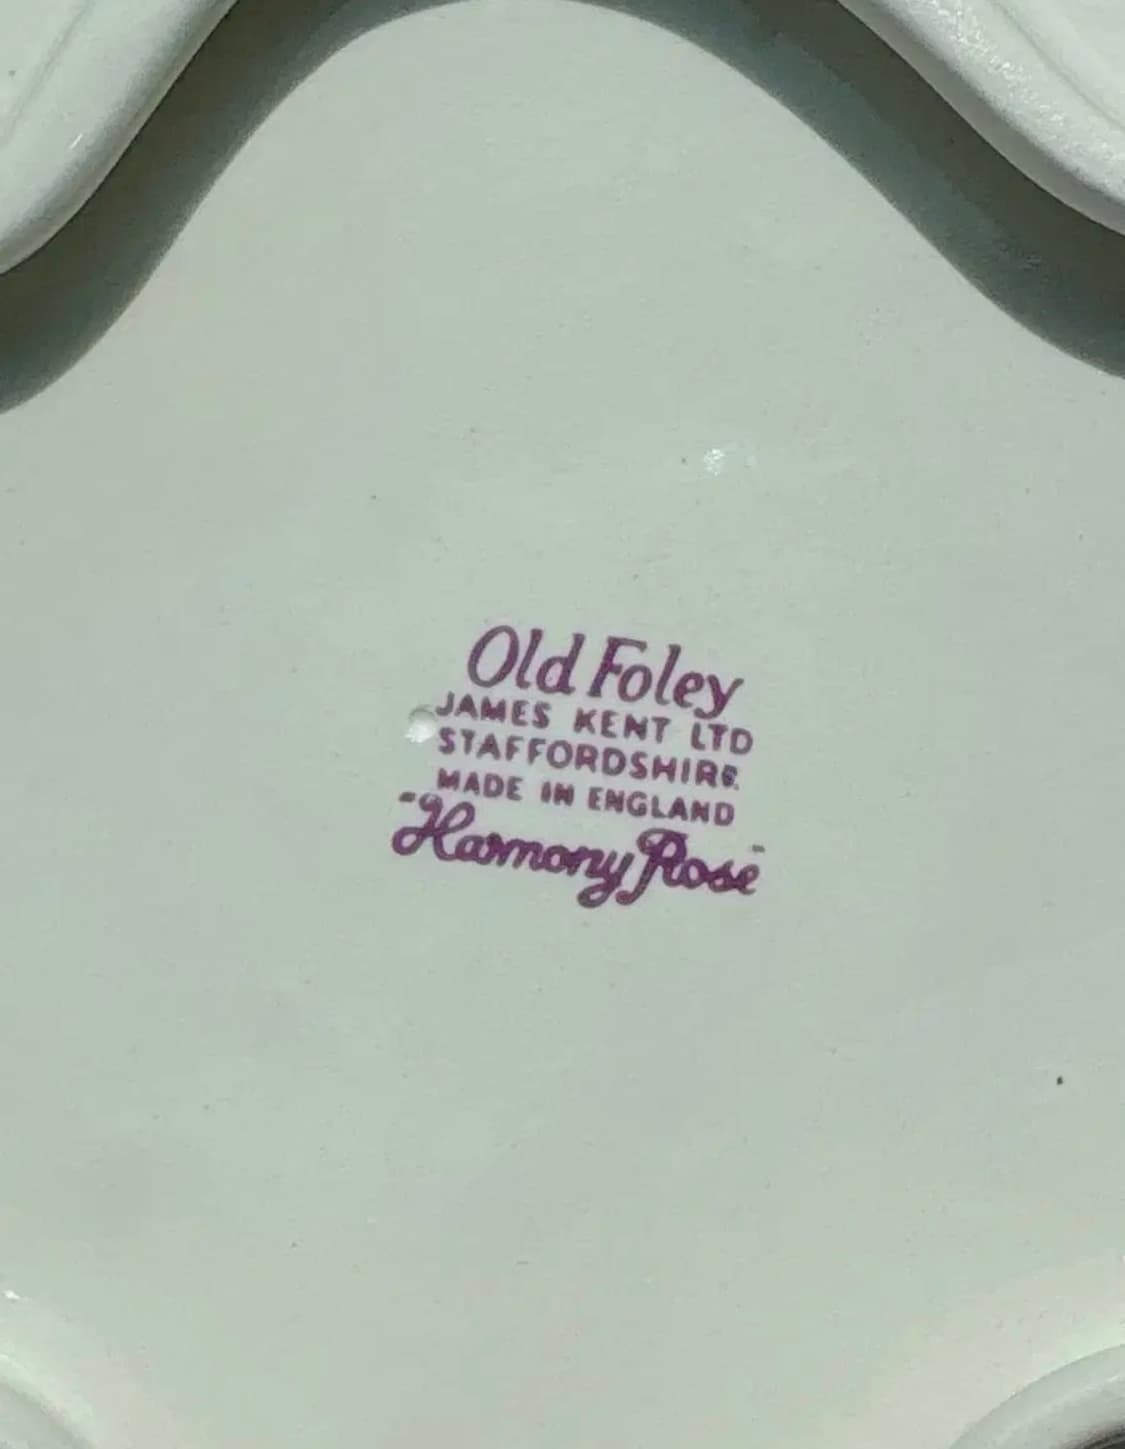 Old Foley
JAMES KENT LTD
STAFFORDSHIRE
MADE IN ENGLAND
"Harmony Rose"